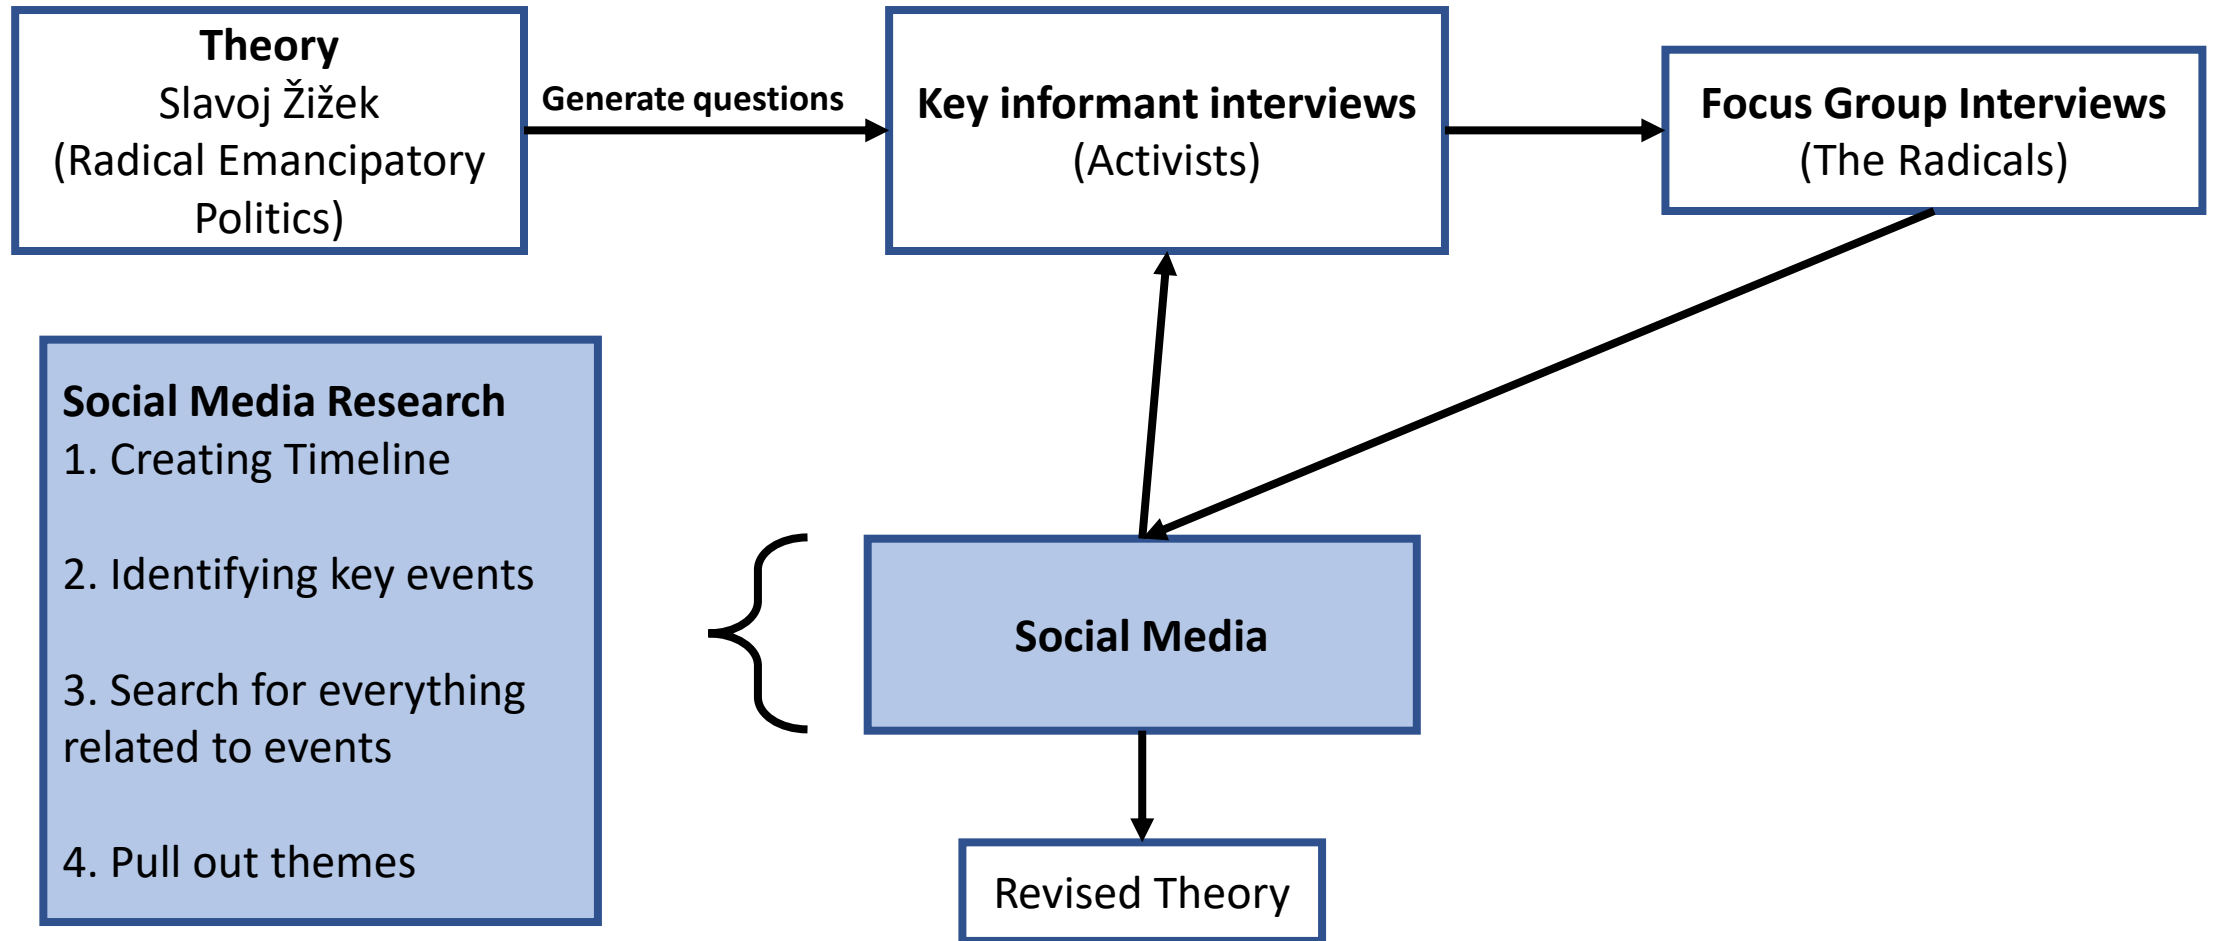 Theory
Slavoj Žižek
(Radical Emancipatory
Politics)
Generate questions
Key informant interviews
(Activists)
Focus Group Interviews
(The Radicals)
Social Media Research
1. Creating Timeline
2. Identifying key events
3. Search for everything
related to events
4. Pull out themes
Social Media
Revised Theory